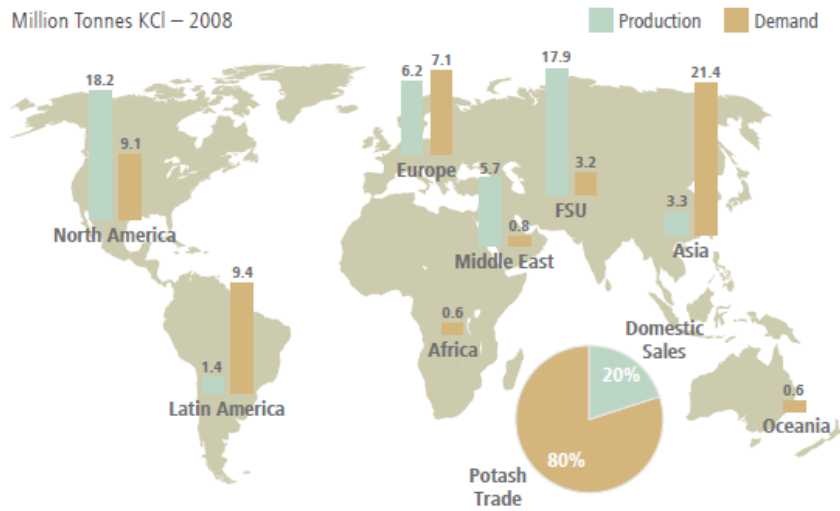 Million Tonnes KCl – 2008
Production
Demand
18.2
9.1
North America
6.2
7.1
Europe
17.9
3.2
FSU
21.4
3.3
Asia
5.7
0.8
Middle East
9.4
1.4
Latin America
0.6
Africa
Domestic
Sales
20%
80%
Potash
Trade
0.6
Oceania